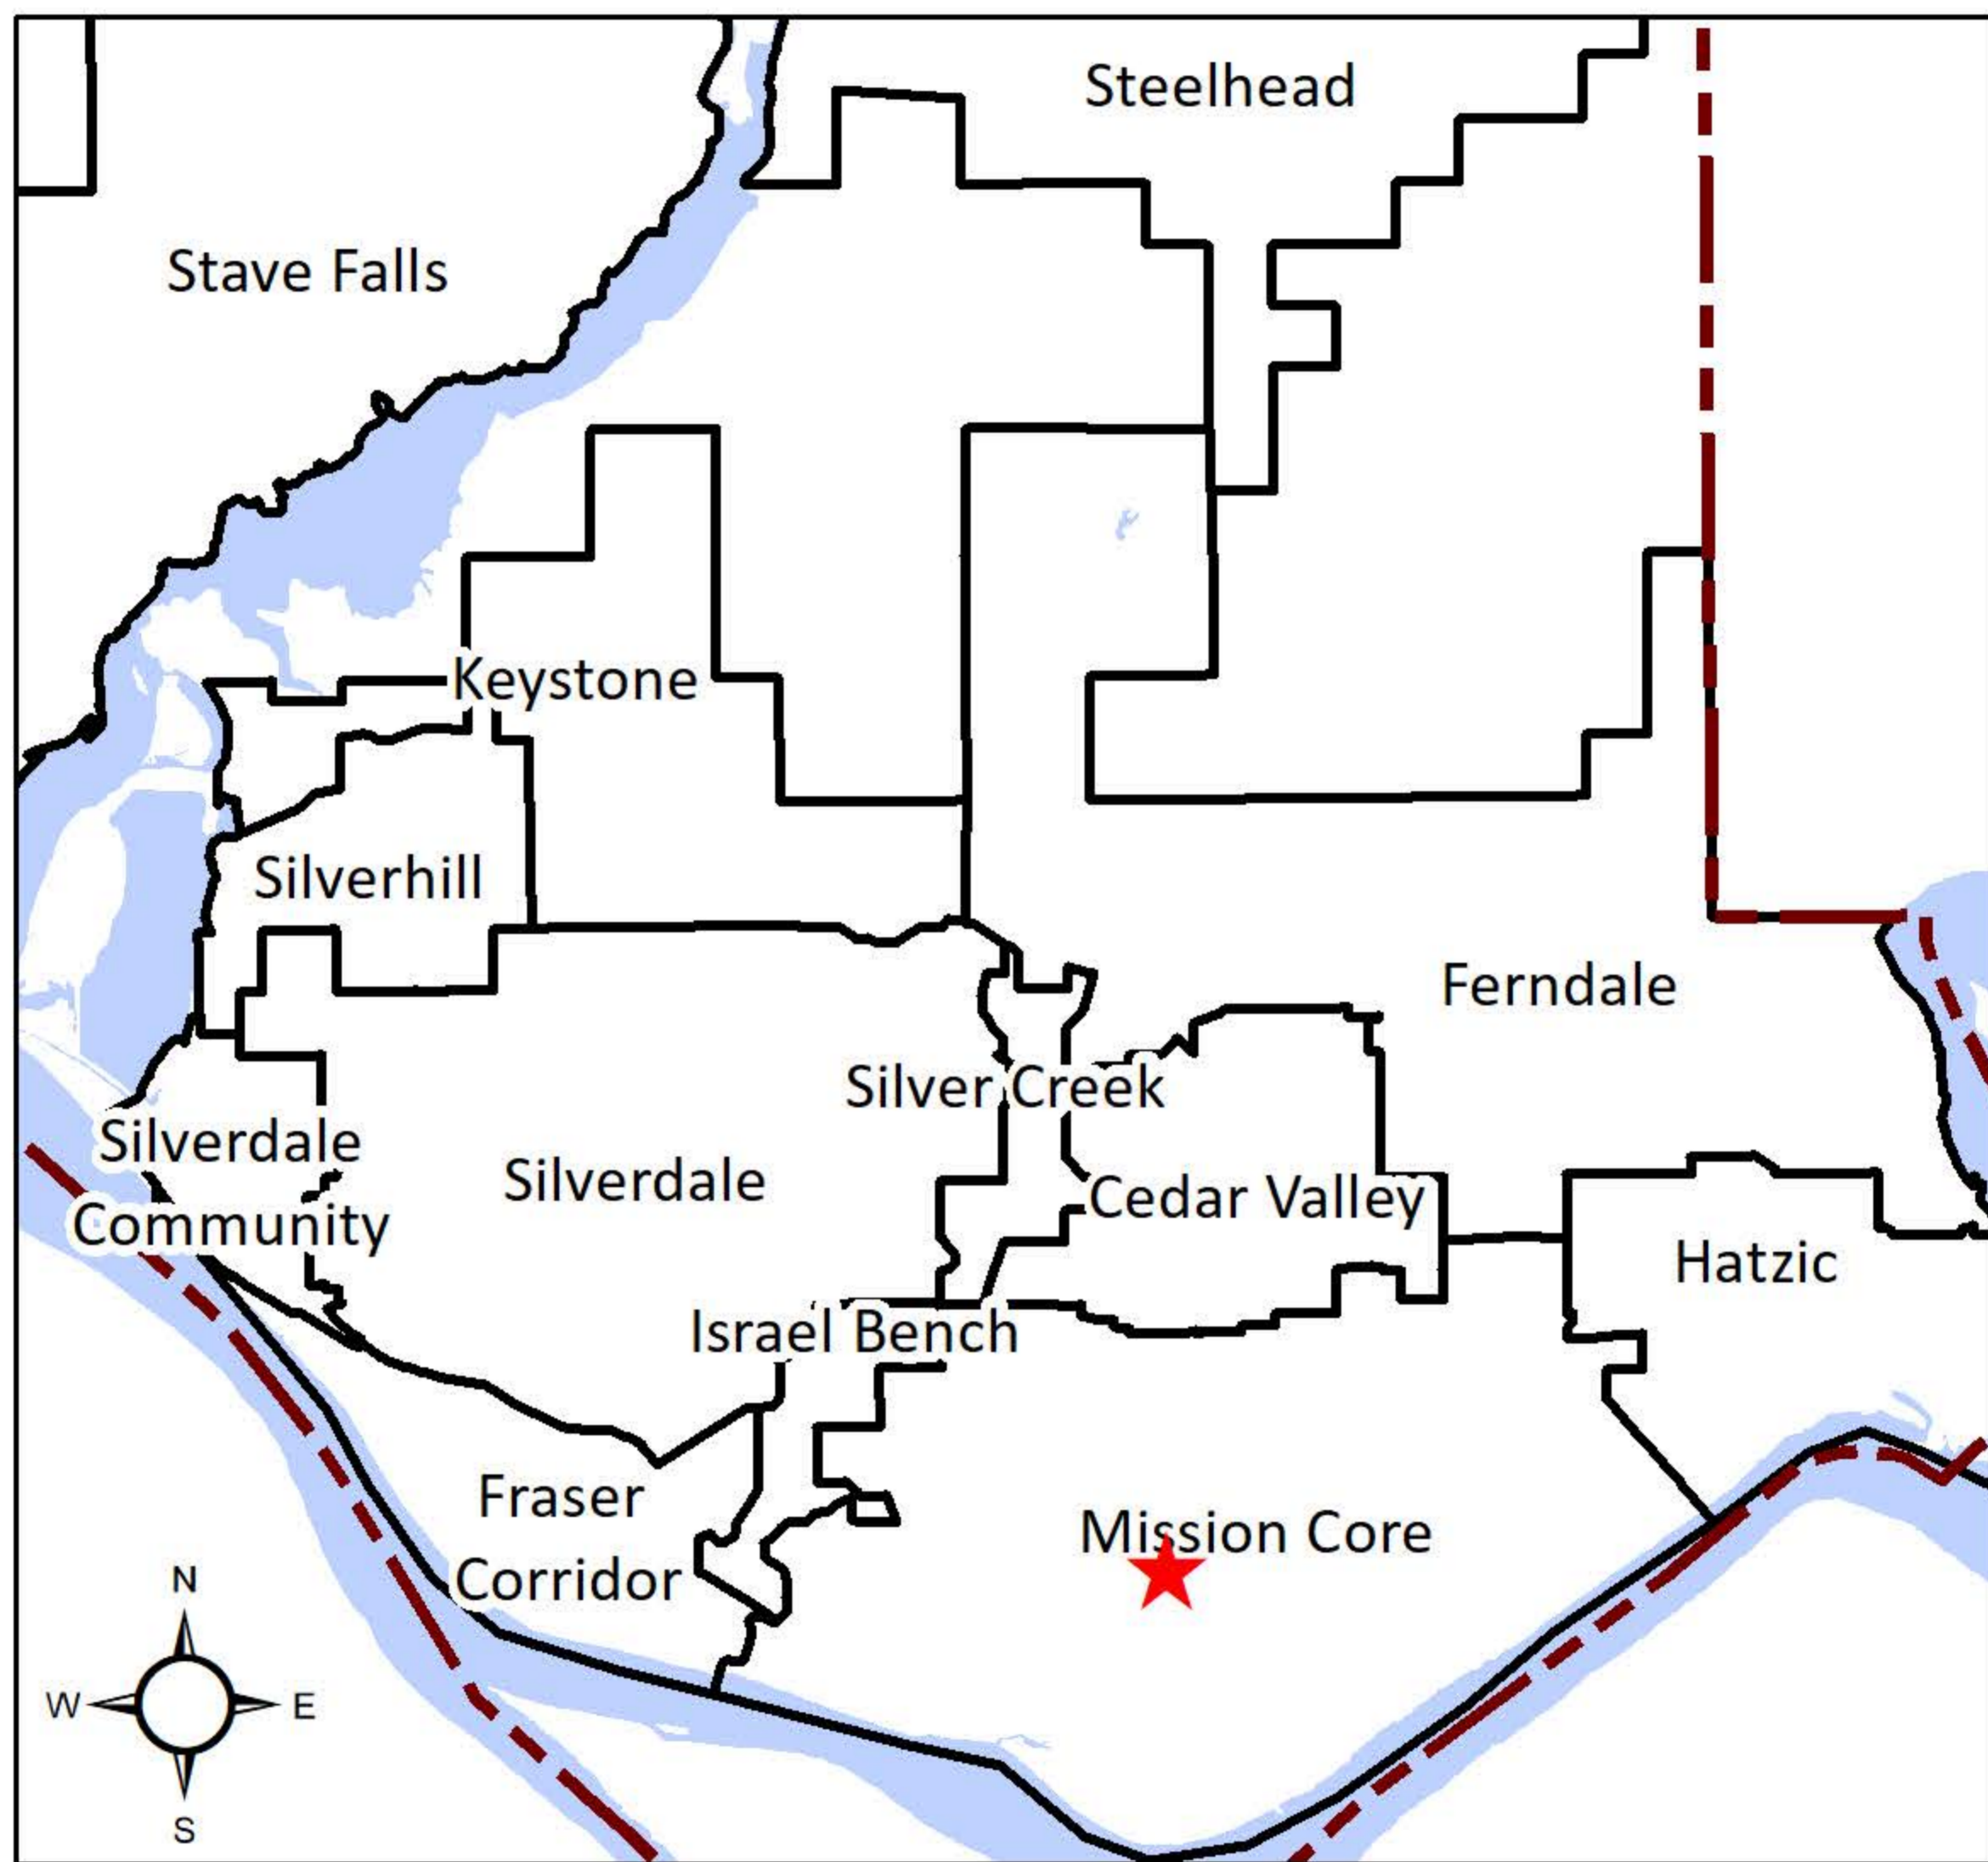 Steelhead
Stave Falls
Keystone
Silverhill
Ferndale
Silver Creek
Silverdale
Community
Silverdale
Cedar Valley
Hatzic
Israel Bench
Fraser
Corridor
Mission Core
N
W E
S